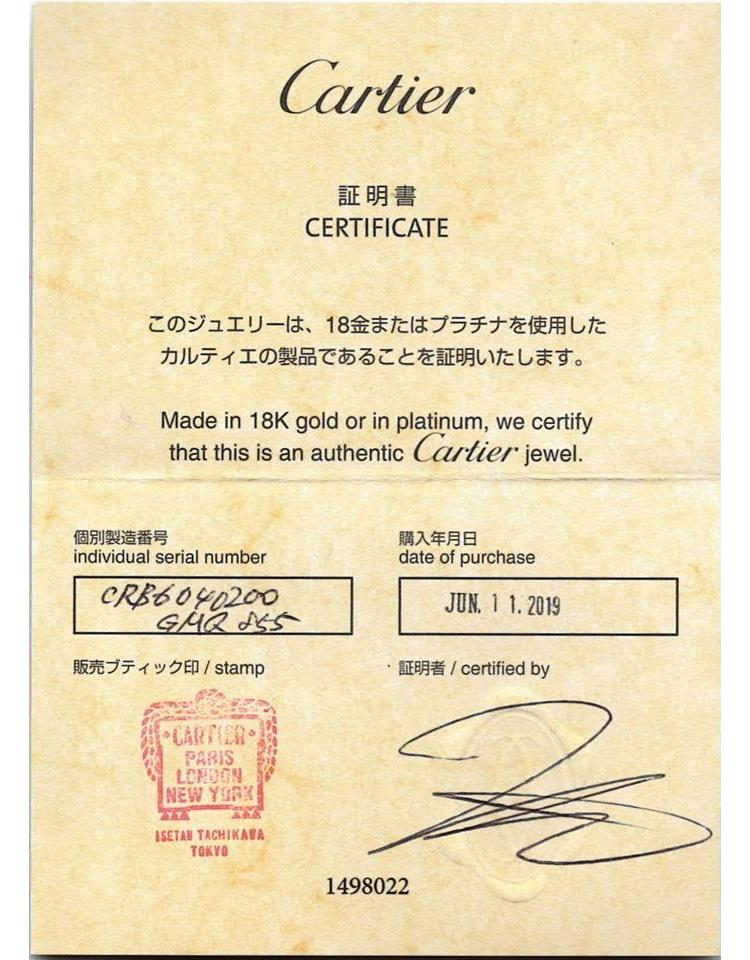 Cartier
証明書
CERTIFICATE
このジュエリーは、18金またはプラチナを使用した
カルティエの製品であることを証明いたします。
Made in 18K gold or in platinum, we certify
that this is an authentic Cartier jewel.
個別製造番号
individual serial number
CRB6040200
GMQ 855
購入年月日
date of purchase
JUN. 1 1. 2019
販売ブティック印 / stamp
CARTIER
PARIS
LONDON
NEW YORK
ISETAN TACHIKAWA
TOKYO
証明者 / certified by
1498022